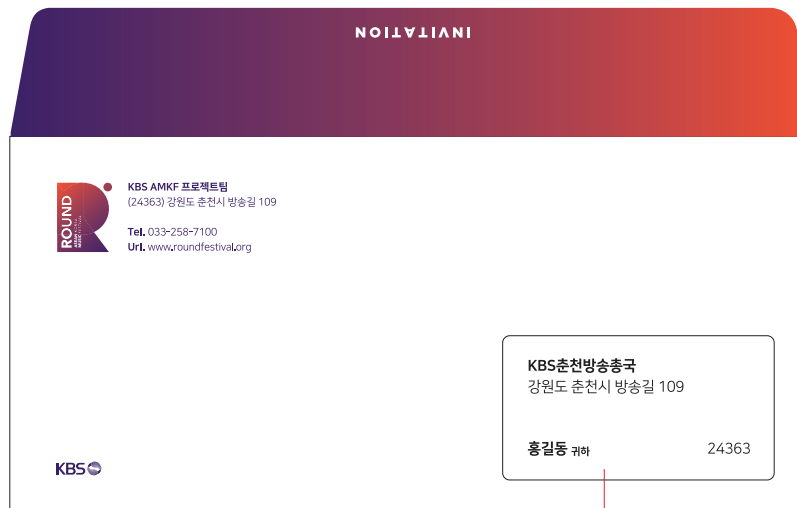 INVITATION
KBS AMKF 프로젝트팀
(24363) 강원도 춘천시 방송길 109
Tel. 033-258-7100
Url. www.roundfestival.org
ROUND
KBS춘천방송총국
강원도 춘천시 방송길 109
홍길동 귀하 24363
KBS